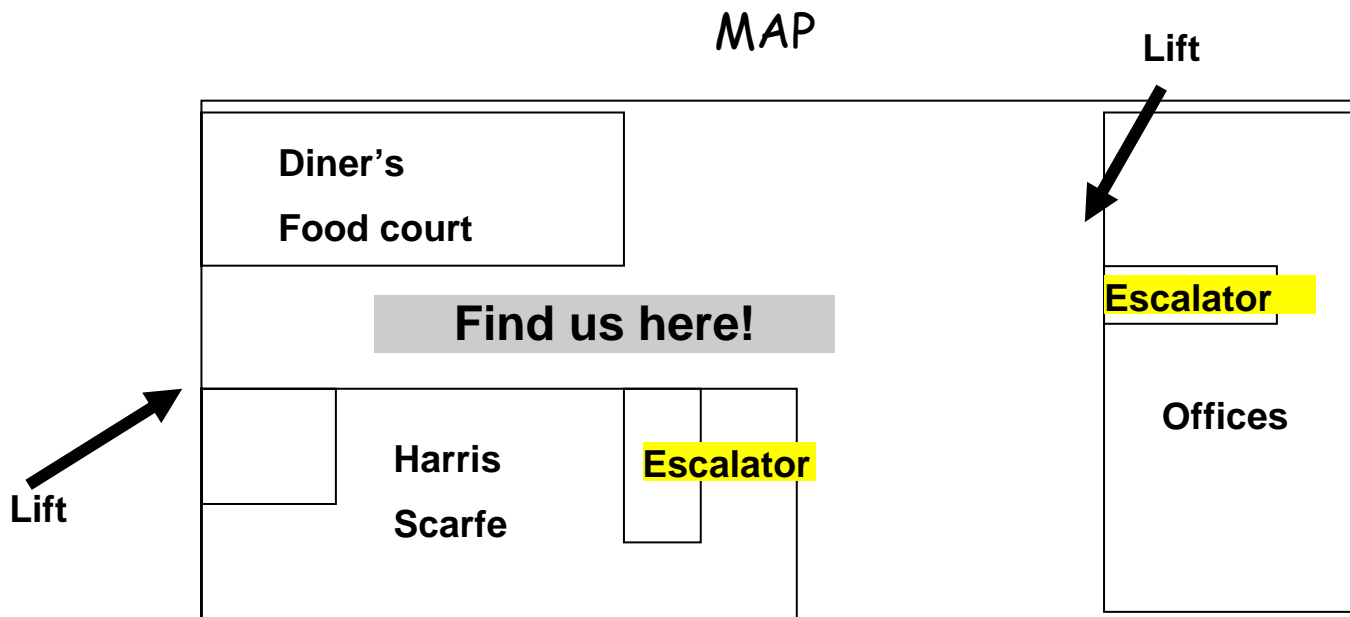 MAP
Lift
Diner’s
Food court
Escalator
Find us here!
Offices
Harris
Escalator
Scarfe
Lift